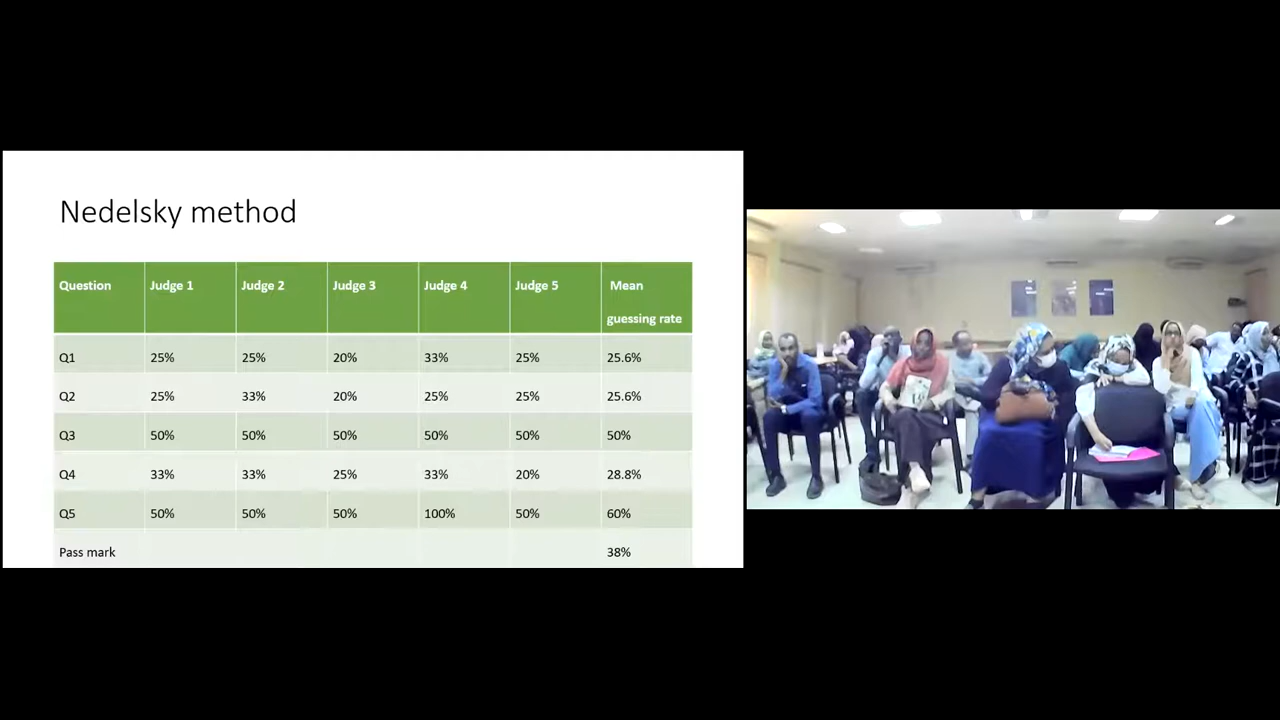 Nedelsky method
Question Judge 1 Judge 2 Judge 3 Judge 4 Judge 5 Mean guessing rate
Q1 25% 25% 20% 33% 25% 25.6%
Q2 25% 33% 20% 25% 25% 25.6%
Q3 50% 50% 50% 50% 50% 50%
Q4 33% 33% 25% 33% 20% 28.8%
Q5 50% 50% 50% 100% 50% 60%
Pass mark 38%